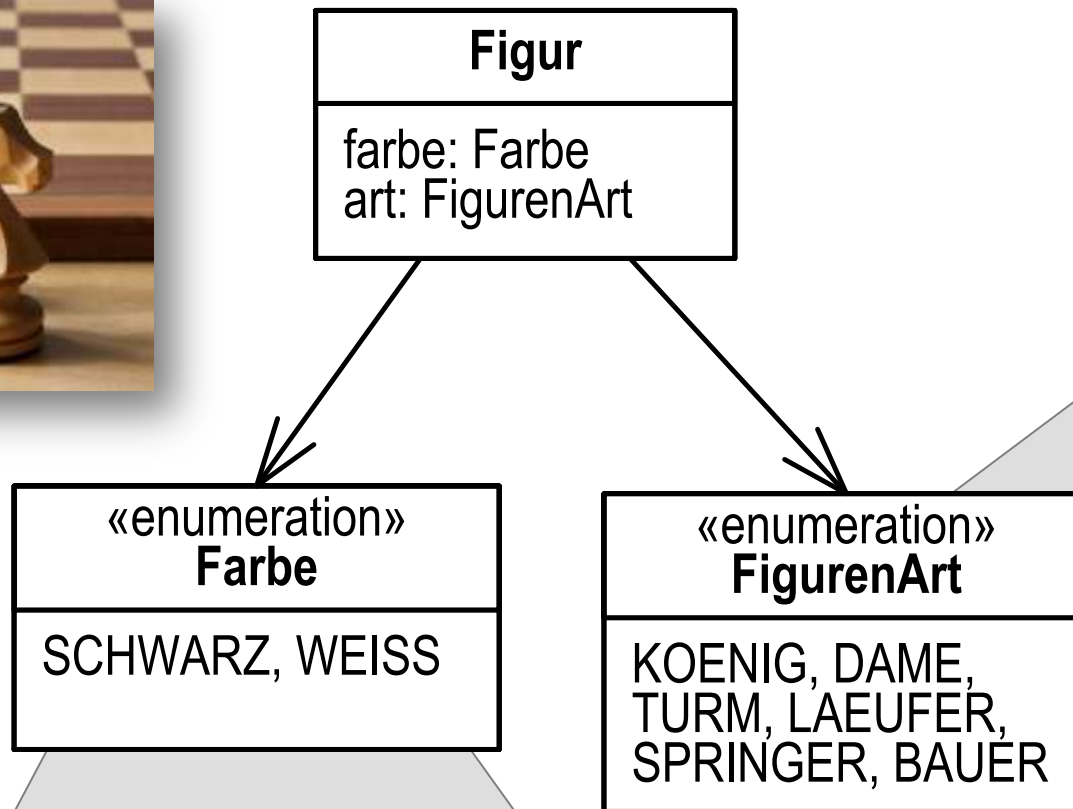 Figur
farbe: Farbe
art: FigurenArt
«enumeration»
Farbe
SCHWARZ, WEISS
«enumeration»
FigurenArt
KOENIG, DAME,
TURM, LAEUFER,
SPRINGER, BAUER